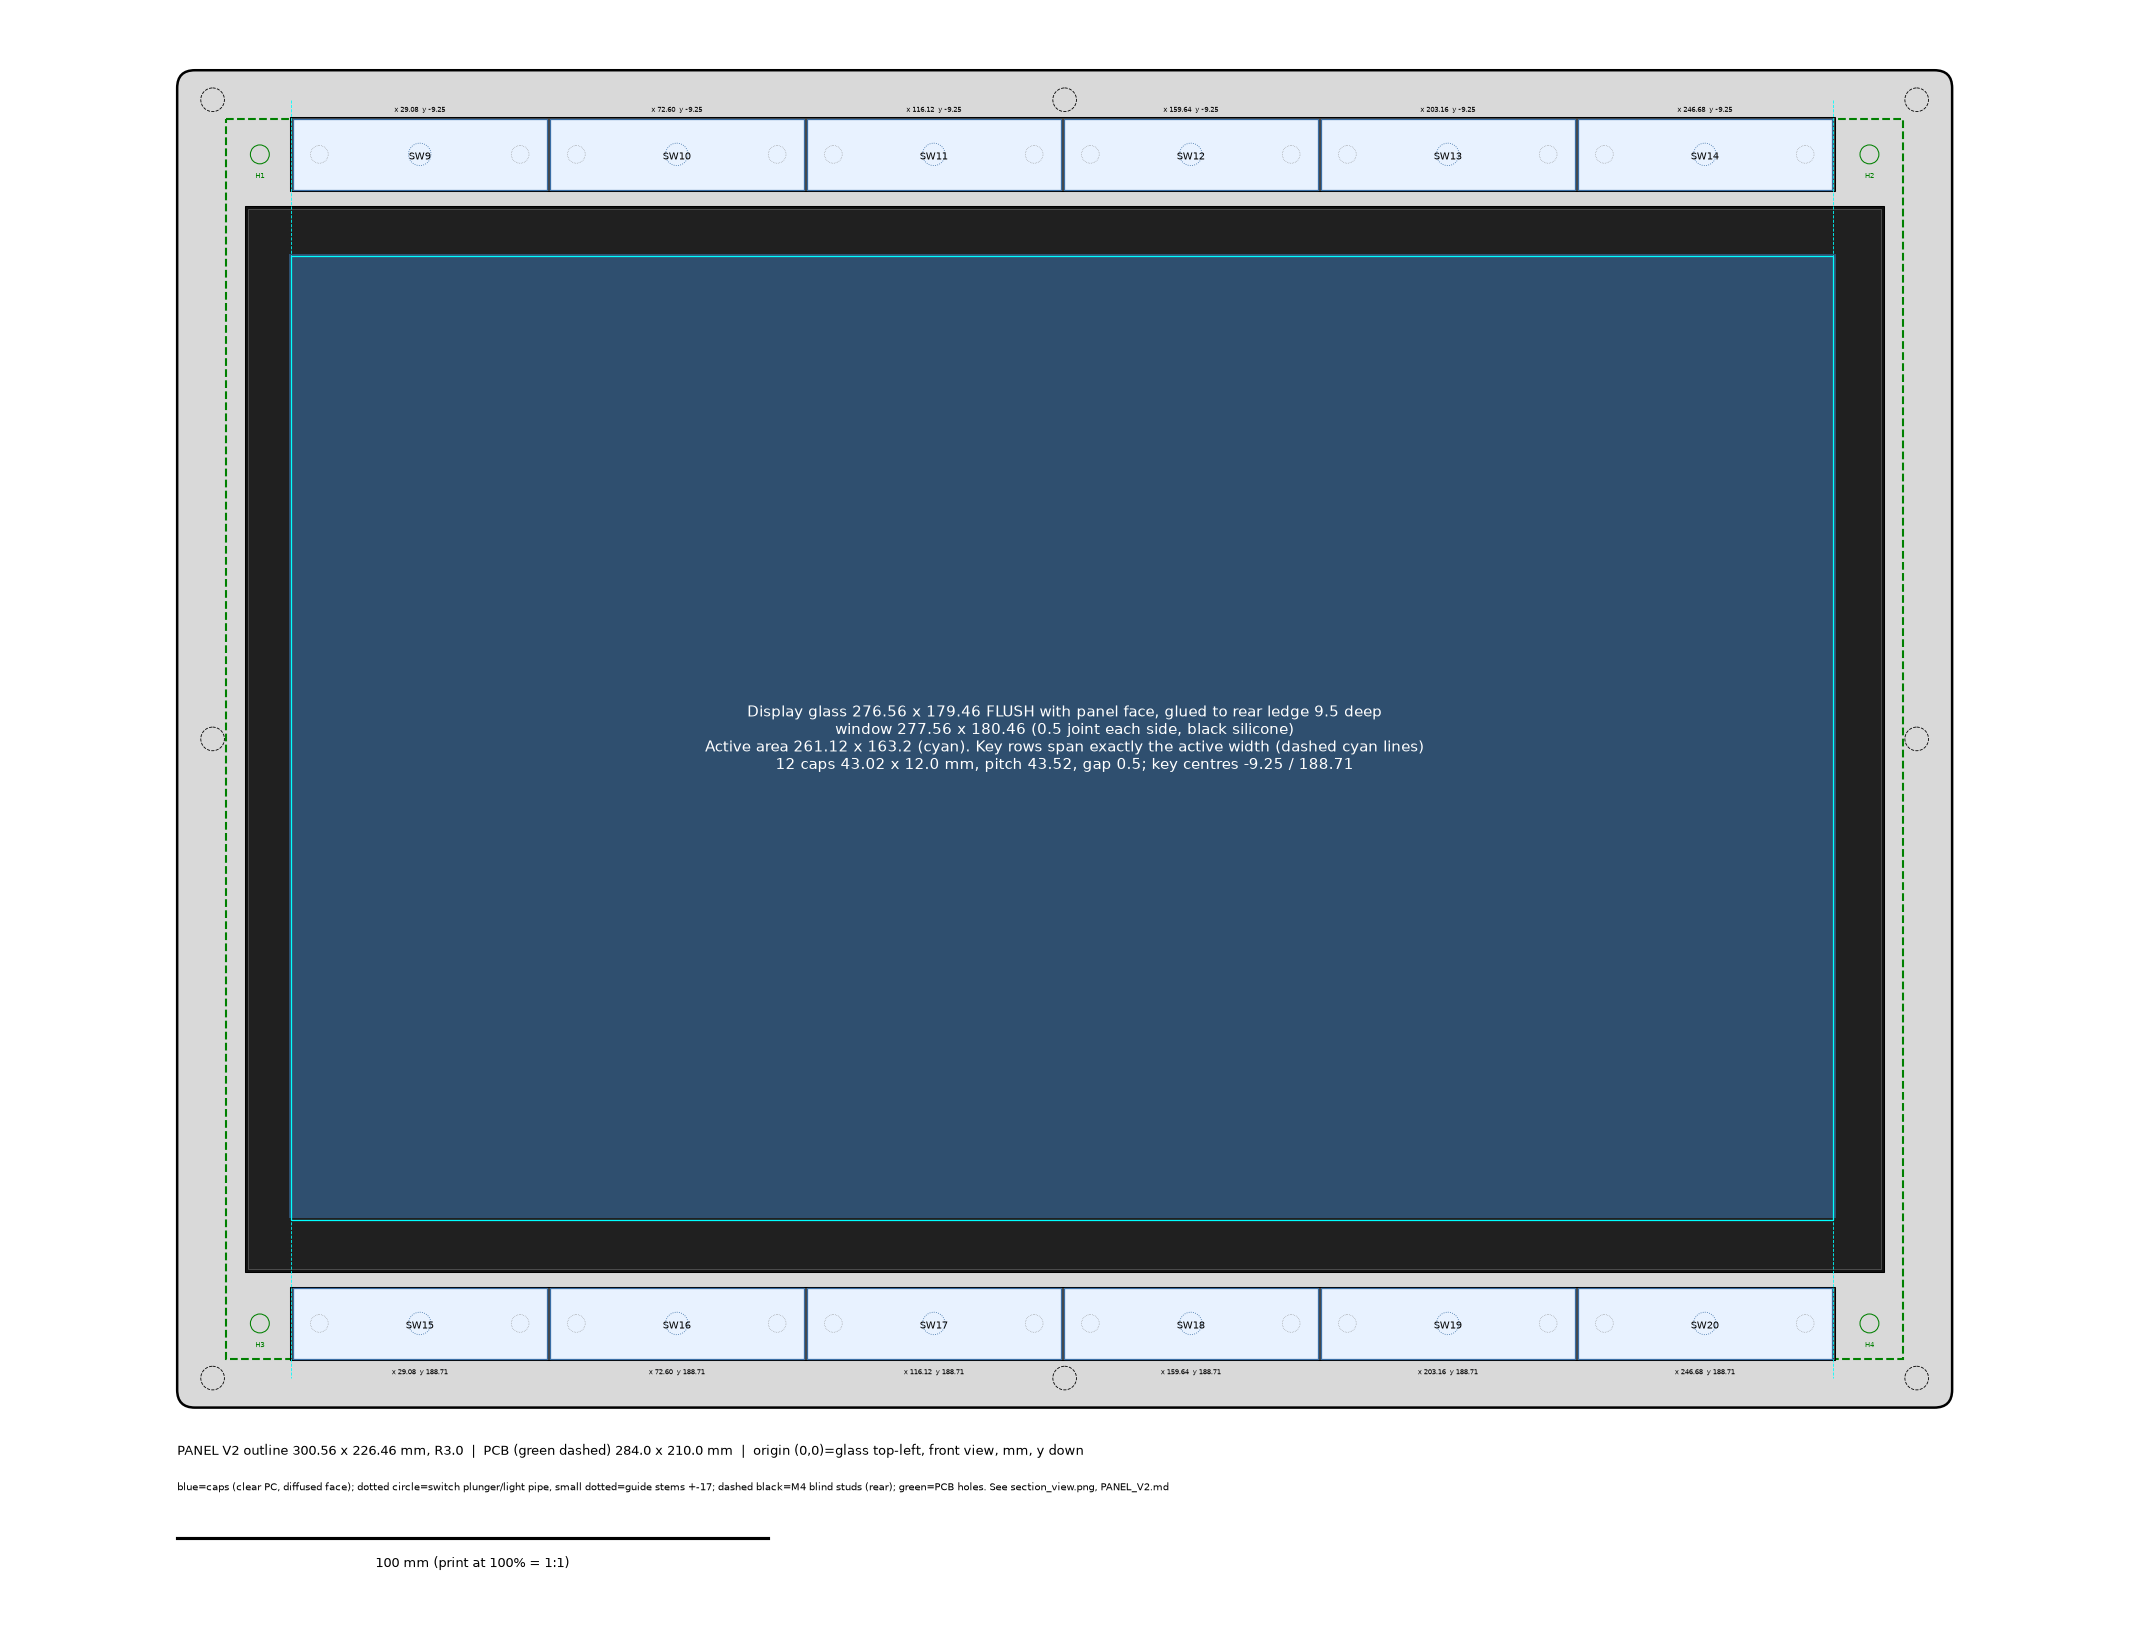 x 29.08 y -9.25
x 72.60 y -9.25
x 116.12 y -9.25
x 159.64 y -9.25
x 203.16 y -9.25
x 246.68 y -9.25
SW9
SW10
SW11
SW12
SW13
SW14
H1
H2
Display glass 276.56 x 179.46 FLUSH with panel face, glued to rear ledge 9.5 deep
window 277.56 x 180.46 (0.5 joint each side, black silicone)
Active area 261.12 x 163.2 (cyan). Key rows span exactly the active width (dashed cyan lines)
12 caps 43.02 x 12.0 mm, pitch 43.52, gap 0.5; key centres -9.25 / 188.71
SW15
SW16
SW17
SW18
SW19
SW20
H3
H4
x 29.08 y 188.71
x 72.60 y 188.71
x 116.12 y 188.71
x 159.64 y 188.71
x 203.16 y 188.71
x 246.68 y 188.71
PANEL V2 outline 300.56 x 226.46 mm, R3.0 | PCB (green dashed) 284.0 x 210.0 mm | origin (0,0)=glass top-left, front view, mm, y down
blue=caps (clear PC, diffused face); dotted circle=switch plunger/light pipe, small dotted=guide stems +-17; dashed black=M4 blind studs (rear); green=PCB holes. See section_view.png, PANEL_V2.md
100 mm (print at 100% = 1:1)